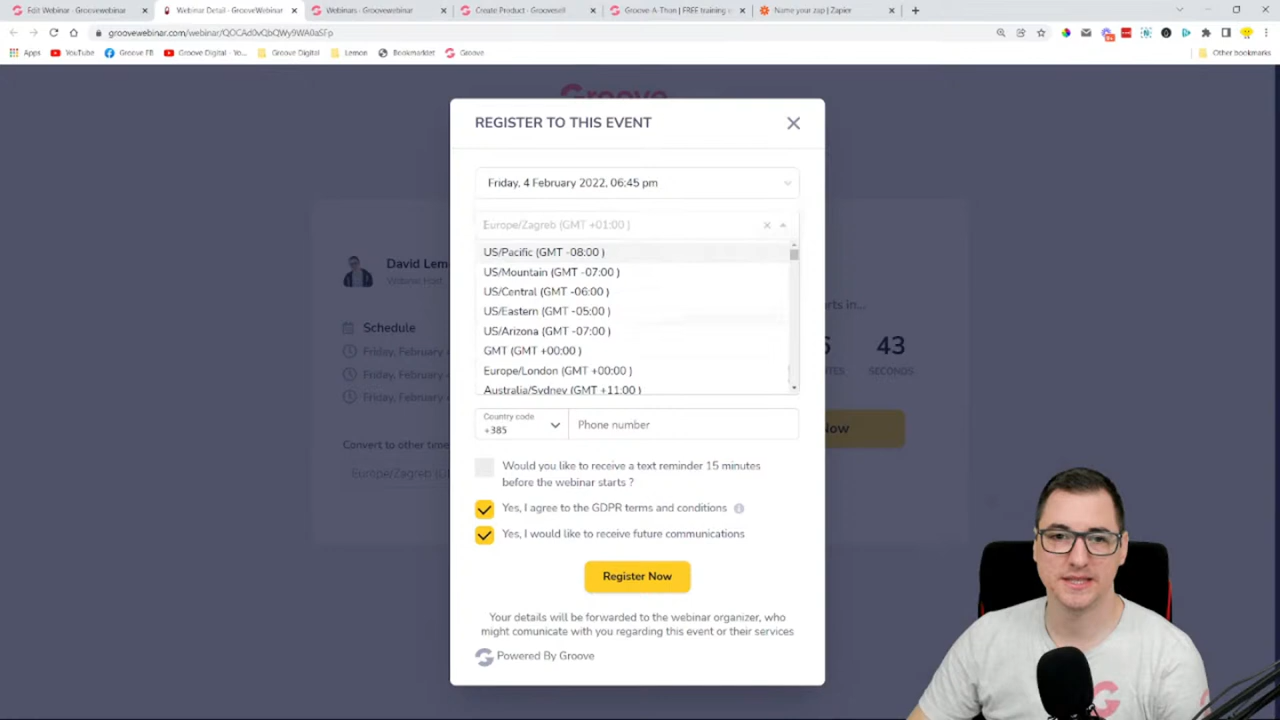 Edit Webinar - Groovewebinar
Webinar Detail - GrooveWebinar
Webinars - Groovewebinar
Create Product - Groovesell
Groove-A-Thon | FREE training
Name your zap | Zapier
groovewebinar.com/webinar/QOCAd0vQbQWy9WA0aSFp
Apps
YouTube
Groove FB
Groove Digital - Yo...
Groove Digital
Lemon
Bookmarklet
Groove
Other bookmarks
Groove
REGISTER TO THIS EVENT
Friday, 4 February 2022, 06:45 pm
Europe/Zagreb (GMT +01:00 )
US/Pacific (GMT -08:00 )
US/Mountain (GMT -07:00 )
US/Central (GMT -06:00 )
US/Eastern (GMT -05:00 )
US/Arizona (GMT -07:00 )
GMT (GMT +00:00 )
Europe/London (GMT +00:00 )
Australia/Sydney (GMT +11:00 )
David Lem
Webinar Host
Schedule
Friday, February
Friday, February
Friday, February
Convert to other time
Europe/Zagreb
arts in...
43
SECONDS
Now
Country code
+385
Phone number
Would you like to receive a text reminder 15 minutes
before the webinar starts ?
Yes, I agree to the GDPR terms and conditions
Yes, I would like to receive future communications
Register Now
Your details will be forwarded to the webinar organizer, who
might comunicate with you regarding this event or their services
Powered By Groove